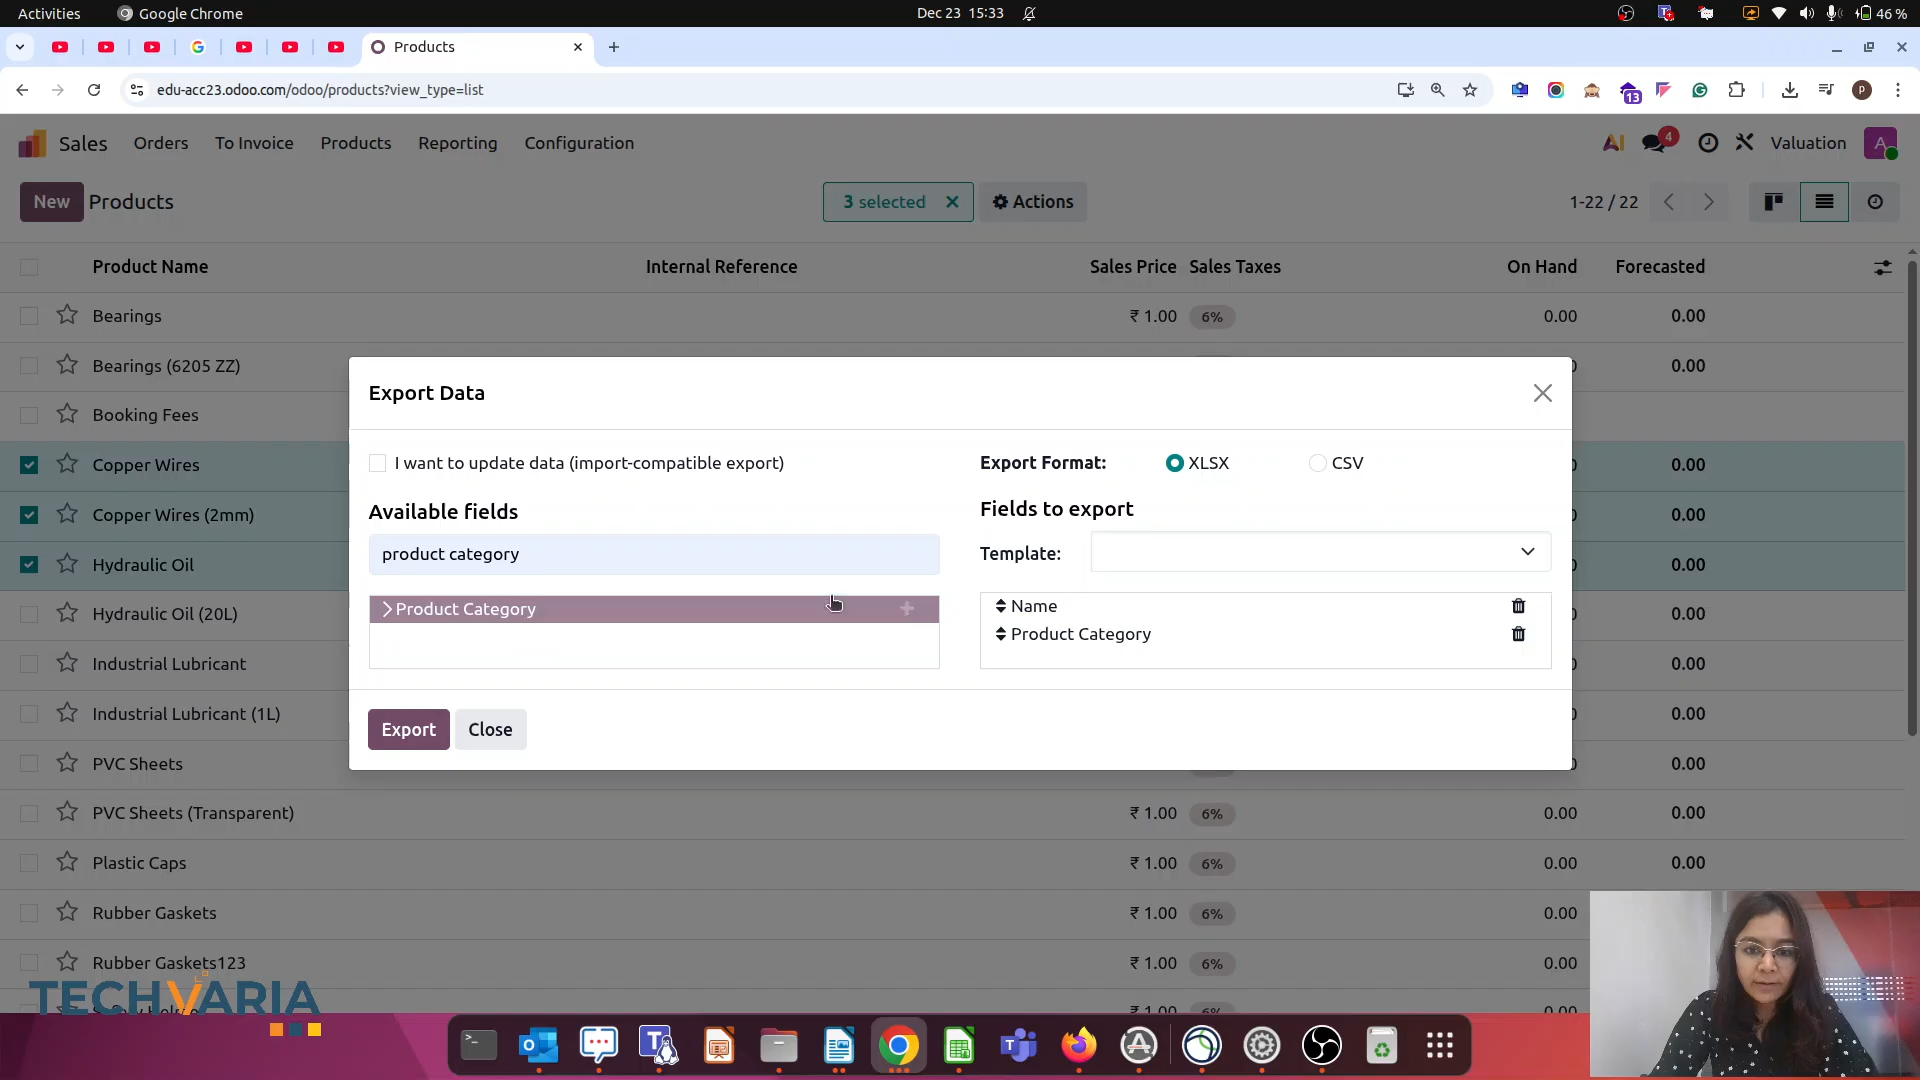 Activities Google Chrome Dec 23 15:33 46 %
Products
edu-acc23.odoo.com/odoo/products?view_type=list 13
Sales Orders To Invoice Products Reporting Configuration AI 4 Valuation A
New Products 3 selected Actions 1-22 / 22
Product Name Internal Reference Sales Price Sales Taxes On Hand Forecasted
Bearings ₹ 1.00 6% 0.00 0.00
Bearings (6205 ZZ) 0.00
Booking Fees
Copper Wires 0.00
Copper Wires (2mm) 0.00
Hydraulic Oil 0.00
Hydraulic Oil (20L) 0.00
Industrial Lubricant 0.00
Industrial Lubricant (1L) 0.00
PVC Sheets 0.00
PVC Sheets (Transparent) ₹ 1.00 6% 0.00 0.00
Plastic Caps ₹ 1.00 6% 0.00 0.00
Rubber Gaskets ₹ 1.00 6% 0.00
Rubber Gaskets123 ₹ 1.00 6% 0.00
Export Data
I want to update data (import-compatible export) Export Format: XLSX CSV
Available fields Fields to export
product category Template:
Product Category Name
Product Category
Export Close
TECHVARIA